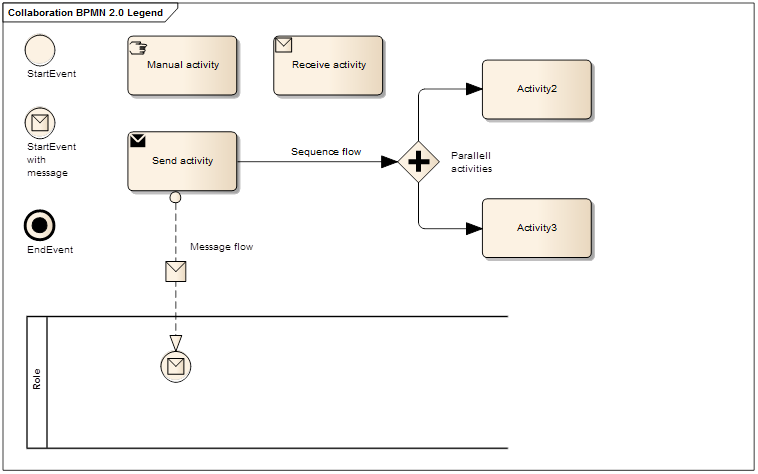 Collaboration BPMN 2.0 Legend
StartEvent
Manual activity
Receive activity
StartEvent
with
message
Send activity
Sequence flow
Parallell
activities
Activity2
Activity3
EndEvent
Message flow
Role